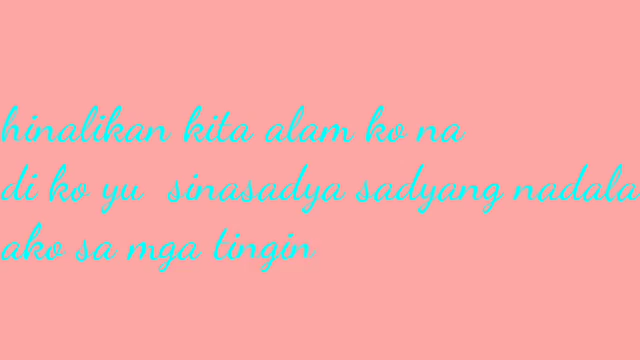 hinalikan kita alam ko na
di ko yu sinasadya sadyang nadala
ako sa mga tingin